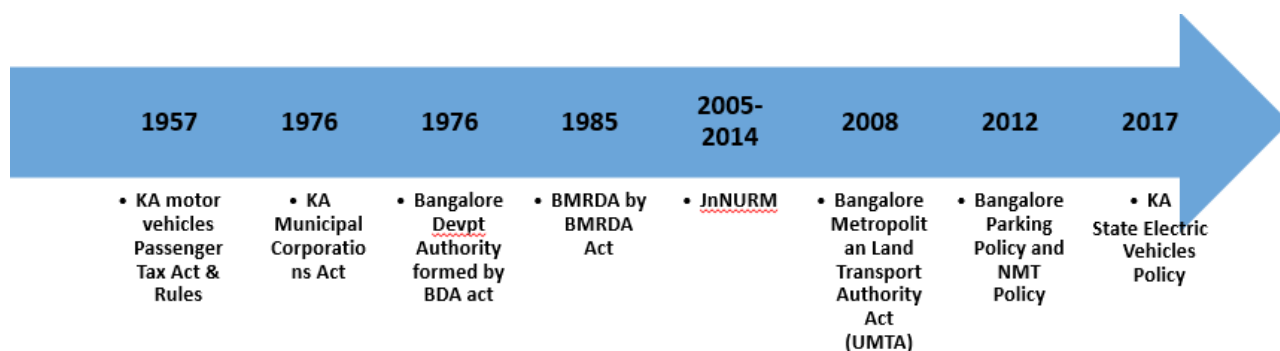 1957
1976
1976
1985
2005-
2014
2008
2012
2017
• KA motor
vehicles
Passenger
Tax Act &
Rules
• KA
Municipal
Corporatio
ns Act
• Bangalore
Devpt
Authority
formed by
BDA act
• BMRDA by
BMRDA
Act
• JnNURM
• Bangalore
Metropolit
an Land
Transport
Authority
Act
(UMTA)
• Bangalore
Parking
Policy and
NMT
Policy
• KA
State Electric
Vehicles
Policy